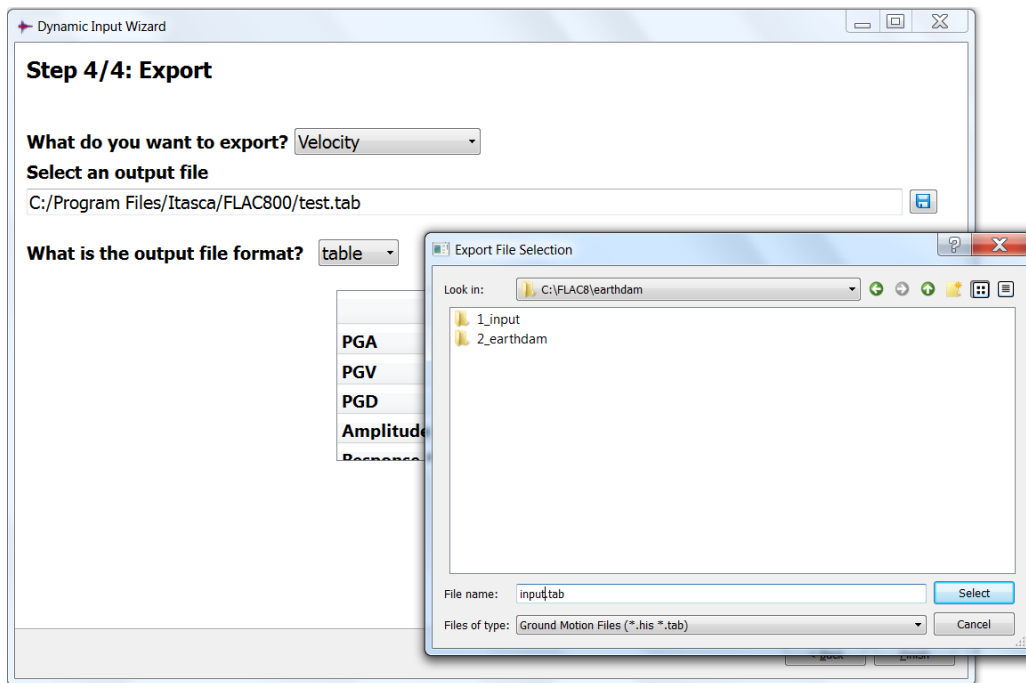 Dynamic Input Wizard
Step 4/4: Export
What do you want to export? Velocity
Select an output file
C:/Program Files/Itasca/FLAC800/test.tab
What is the output file format? table
PGA
PGV
PGD
Amplitude
Response
Export File Selection
Look in: C:\FLAC8\earthdam
1_input
2_earthdam
File name: input.tab Select
Files of type: Ground Motion Files (*.his *.tab) Cancel
< Back Finish